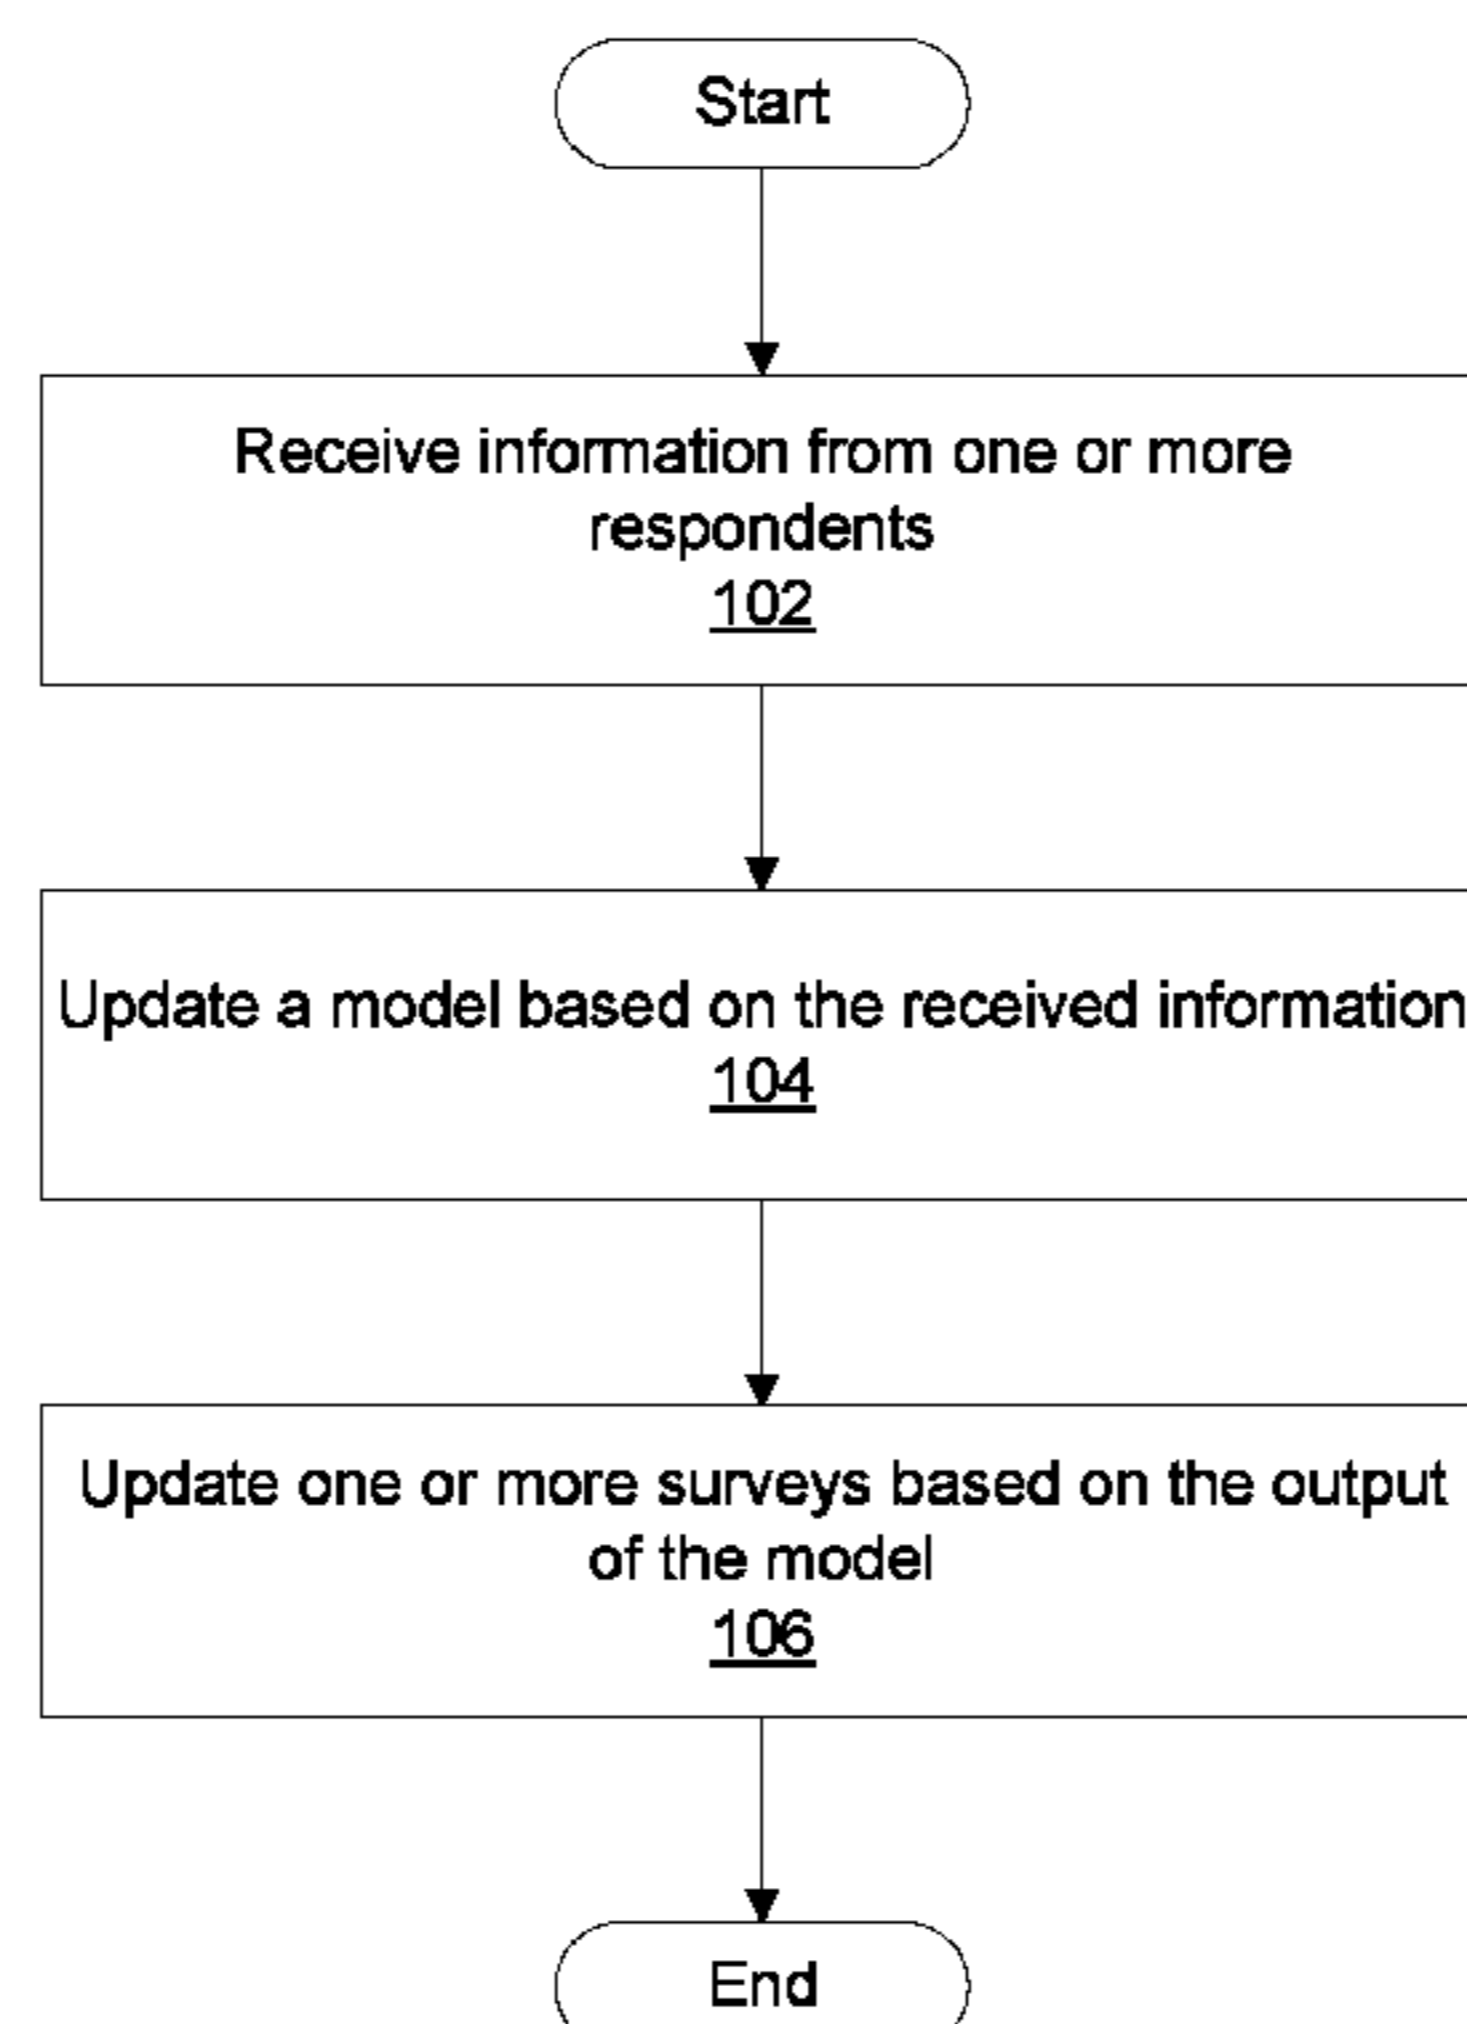 Start
Receive information from one or more
respondents
102
Update a model based on the received information
104
Update one or more surveys based on the output
of the model
106
End